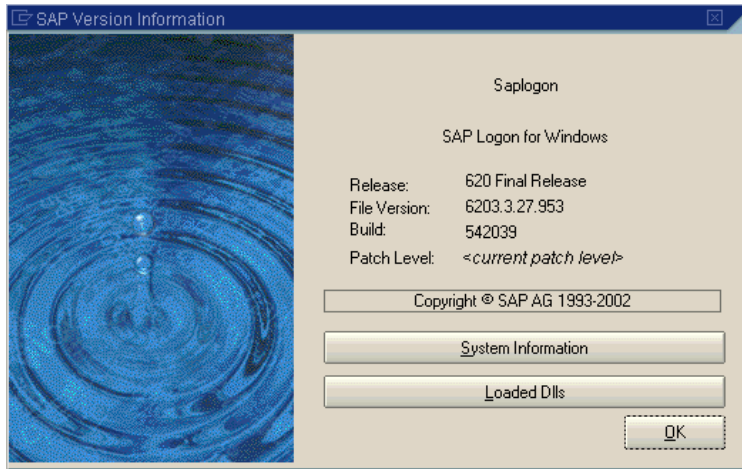 SAP Version Information
Saplogon
SAP Logon for Windows
Release: 620 Final Release
File Version: 6203.3.27.953
Build: 542039
Patch Level: <current patch level>
Copyright © SAP AG 1993-2002
System Information
Loaded Dlls
OK